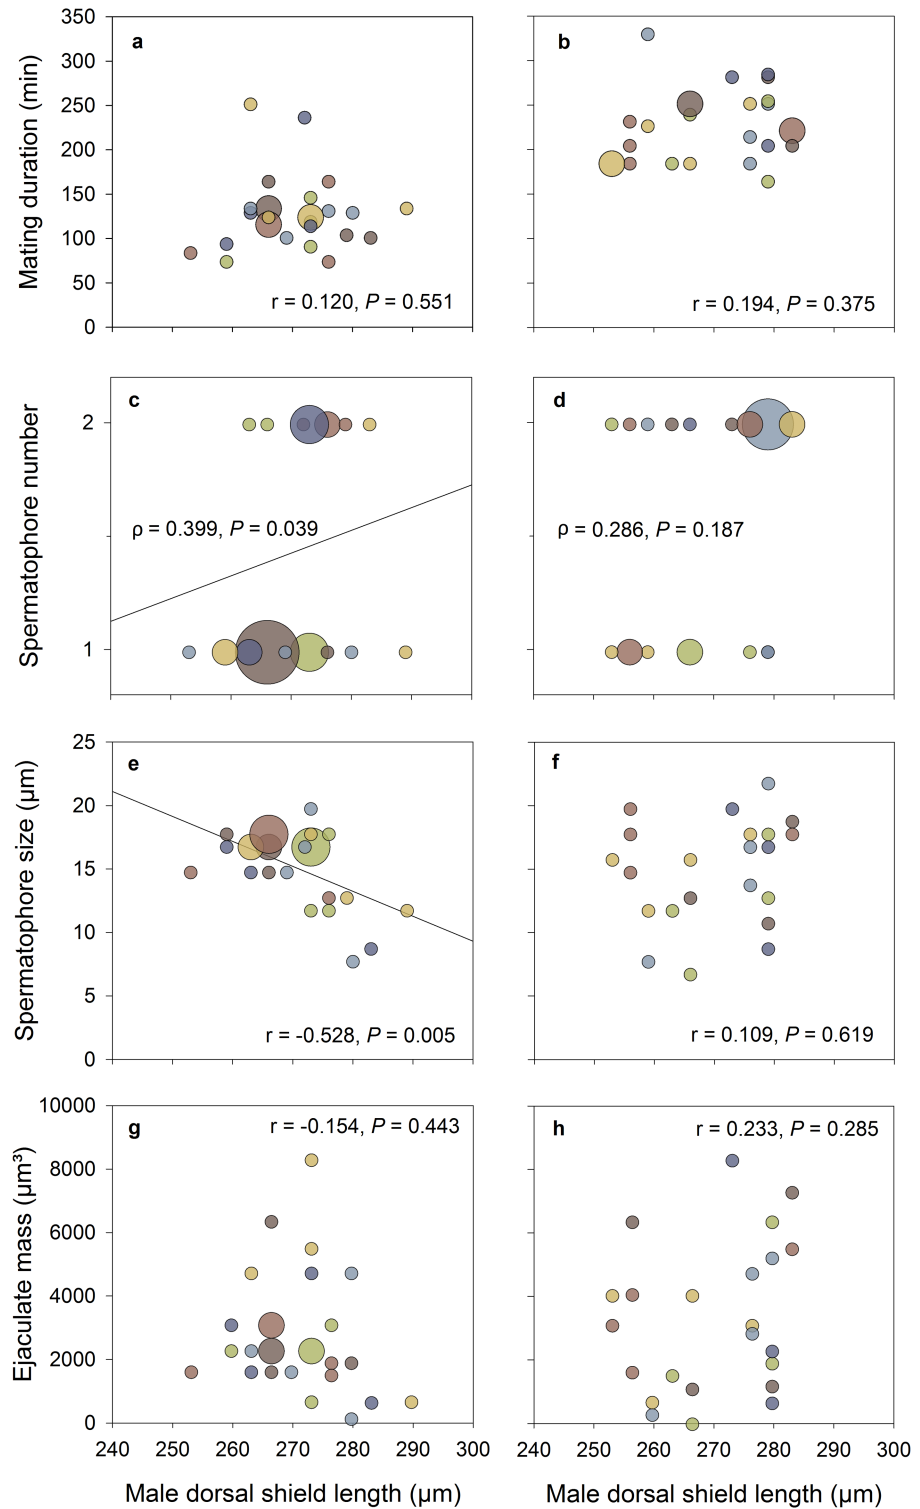 a
b
Mating duration (min)
350
300
250
200
150
100
50
0
r = 0.120, P = 0.551
r = 0.194, P = 0.375
c
d
Spermatophore number
2
1
ρ = 0.399, P = 0.039
ρ = 0.286, P = 0.187
e
f
Spermatophore size (μm)
25
20
15
10
5
0
r = -0.528, P = 0.005
r = 0.109, P = 0.619
g
r = -0.154, P = 0.443
h
r = 0.233, P = 0.285
Ejaculate mass (μm³)
10000
8000
6000
4000
2000
0
240 250 260 270 280 290 300
240 250 260 270 280 290 300
Male dorsal shield length (μm)
Male dorsal shield length (μm)